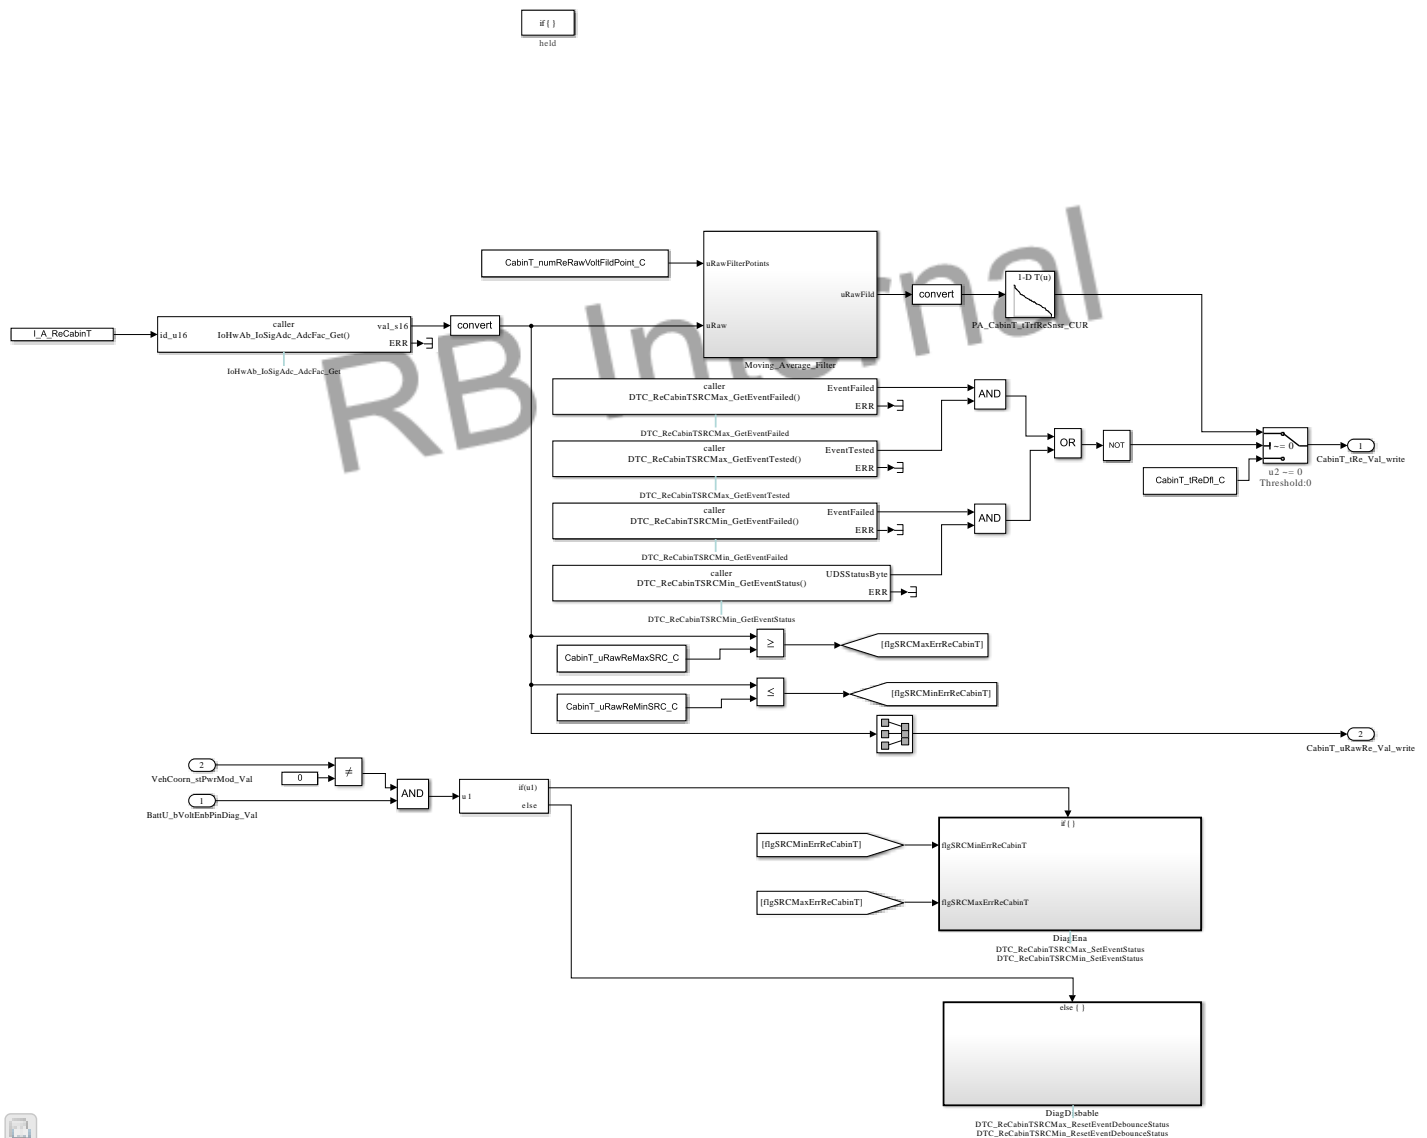 if { }
held
RB Internal
CabinT_numReRawVoltFildPoint_C
uRawFilterPotints
uRaw
uRawFild
Moving_Average_Filter
convert
1-D T(u)
PA_CabinT_tTrfReSnsr_CUR
I_A_ReCabinT
id_u16
caller
IoHwAb_IoSigAdc_AdcFac_Get()
val_s16
ERR
IoHwAb_IoSigAdc_AdcFac_Get
convert
caller
DTC_ReCabinTSRCMax_GetEventFailed()
EventFailed
ERR
DTC_ReCabinTSRCMax_GetEventFailed
caller
DTC_ReCabinTSRCMax_GetEventTested()
EventTested
ERR
DTC_ReCabinTSRCMax_GetEventTested
caller
DTC_ReCabinTSRCMin_GetEventFailed()
EventFailed
ERR
DTC_ReCabinTSRCMin_GetEventFailed
caller
DTC_ReCabinTSRCMin_GetEventStatus()
UDSStatusByte
ERR
DTC_ReCabinTSRCMin_GetEventStatus
AND
AND
OR
NOT
CabinT_tReDfl_C
~= 0
u2 ~= 0
Threshold:0
1
CabinT_tRe_Val_write
CabinT_uRawReMaxSRC_C
≥
[flgSRCMaxErrReCabinT]
CabinT_uRawReMinSRC_C
≤
[flgSRCMinErrReCabinT]
2
CabinT_uRawRe_Val_write
2
VehCoorn_stPwrMod_Val
0
≠
1
BattU_bVoltEnbPinDiag_Val
AND
u1
if(u1)
else
if { }
[flgSRCMinErrReCabinT]
flgSRCMinErrReCabinT
[flgSRCMaxErrReCabinT]
flgSRCMaxErrReCabinT
DiagEna
DTC_ReCabinTSRCMax_SetEventStatus
DTC_ReCabinTSRCMin_SetEventStatus
else { }
DiagDisbable
DTC_ReCabinTSRCMax_ResetEventDebounceStatus
DTC_ReCabinTSRCMin_ResetEventDebounceStatus